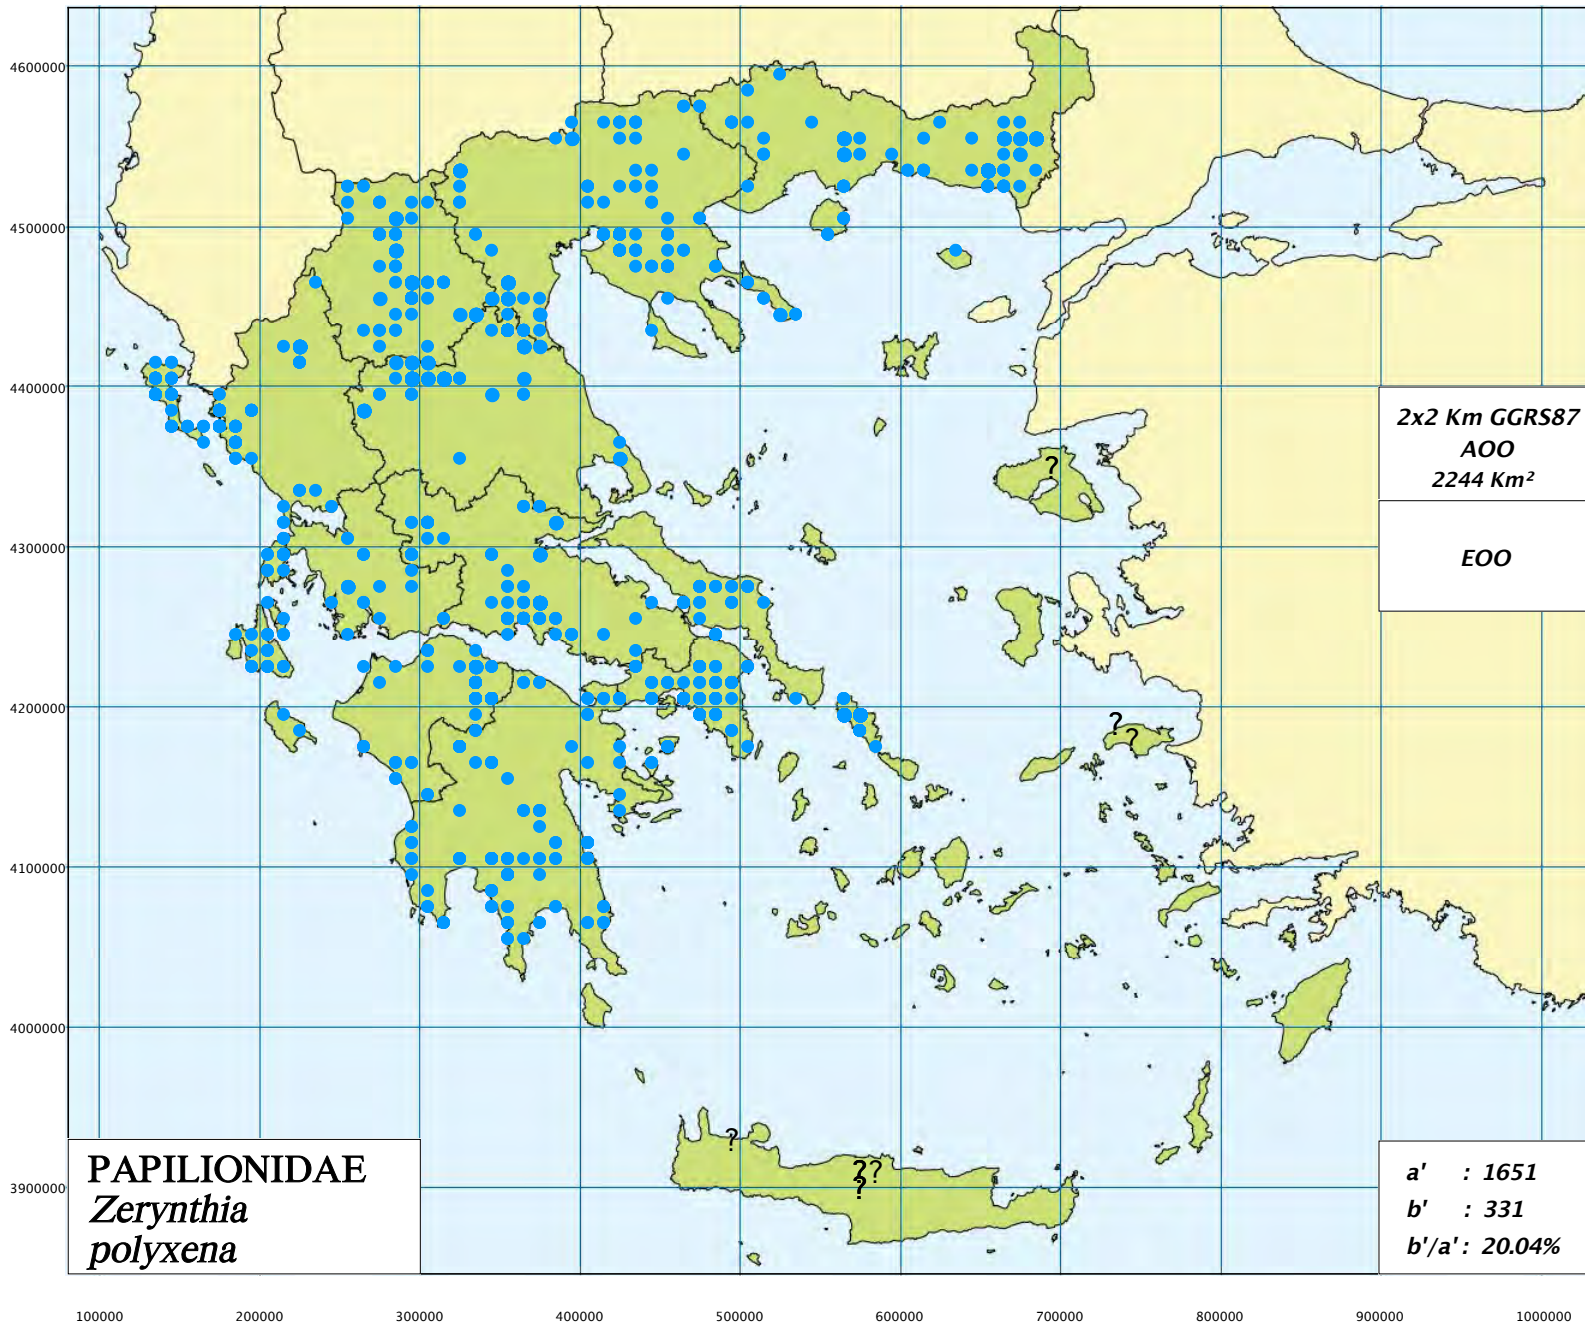 4600000
4500000
4400000
4300000
4200000
4100000
4000000
3900000
2x2 Km GGRS87
AOO
2244 Km²
EOO
?
?
?
?
??
?
PAPILIONIDAE
Zerynthia
polyxena
a' : 1651
b' : 331
b'/a' : 20.04%
100000 200000 300000 400000 500000 600000 700000 800000 900000 1000000